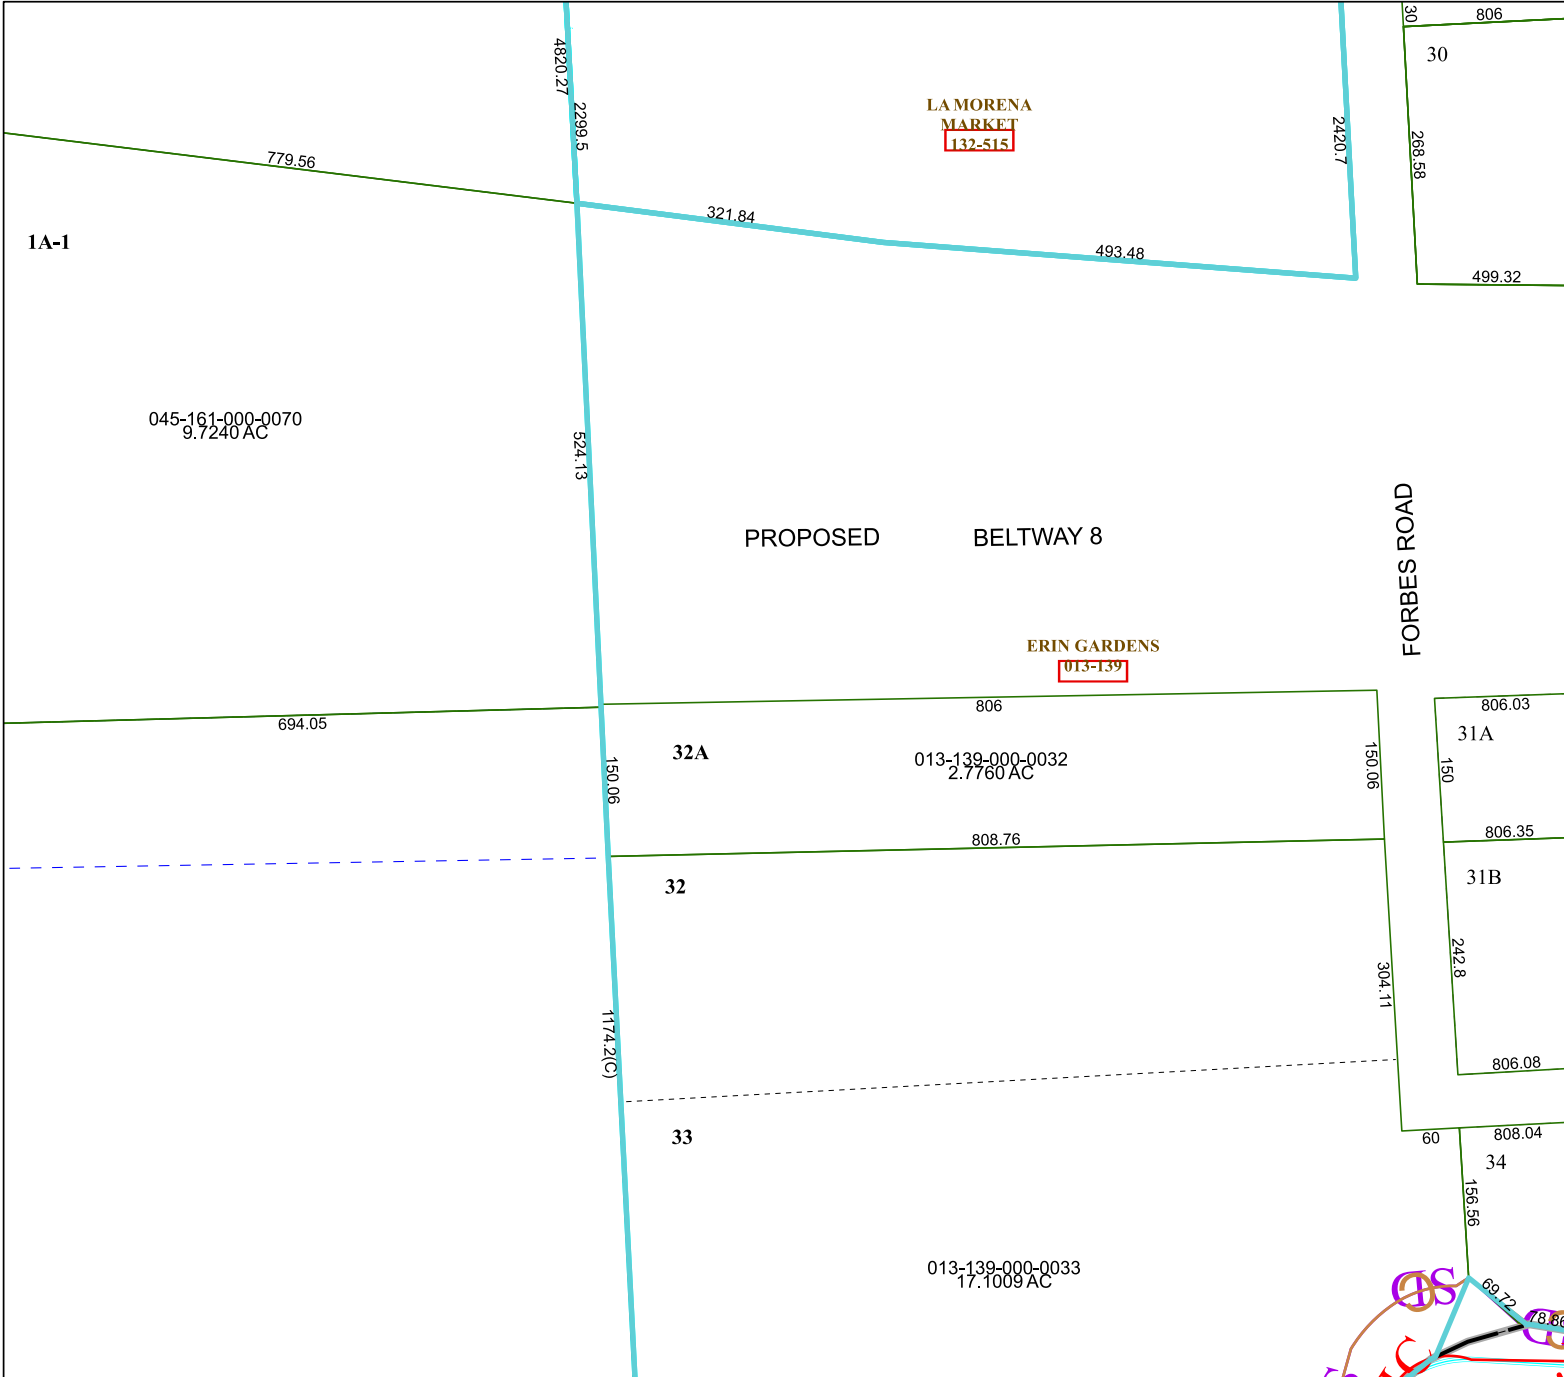 30
806
30
4820.27
2299.5
LA MORENA
MARKET
132-515
2420.7
268.58
779.56
321.84
493.48
499.32
1A-1
045-161-000-0070
9.7240 AC
524.13
PROPOSED BELTWAY 8
FORBES ROAD
ERIN GARDENS
013-139
694.05
806
806.03
32A
013-139-000-0032
2.7760 AC
150.06
150.06
150
31A
808.76
806.35
32
31B
304.11
242.8
1174.2(C)
806.08
33
60
808.04
34
156.56
013-139-000-0033
17.1009 AC
69.72
78.86